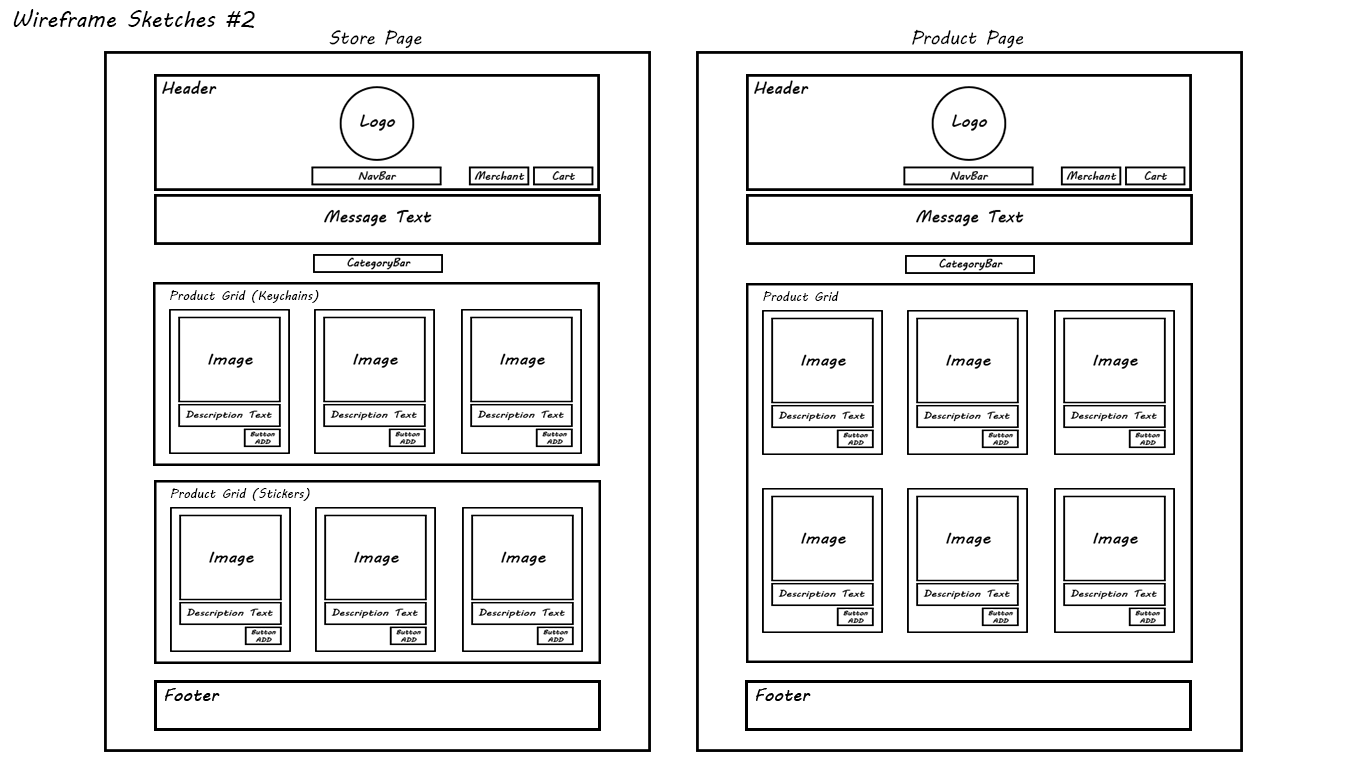 Wireframe Sketches #2
Store Page
Header
Logo
NavBar
Merchant
Cart
Message Text
CategoryBar
Product Grid (Keychains)
Image
Image
Image
Description Text
Description Text
Description Text
Button
ADD
Button
ADD
Button
ADD
Product Grid (Stickers)
Image
Image
Image
Description Text
Description Text
Description Text
Button
ADD
Button
ADD
Button
ADD
Footer
Product Page
Header
Logo
NavBar
Merchant
Cart
Message Text
CategoryBar
Product Grid
Image
Image
Image
Description Text
Description Text
Description Text
Button
ADD
Button
ADD
Button
ADD
Image
Image
Image
Description Text
Description Text
Description Text
Button
ADD
Button
ADD
Button
ADD
Footer